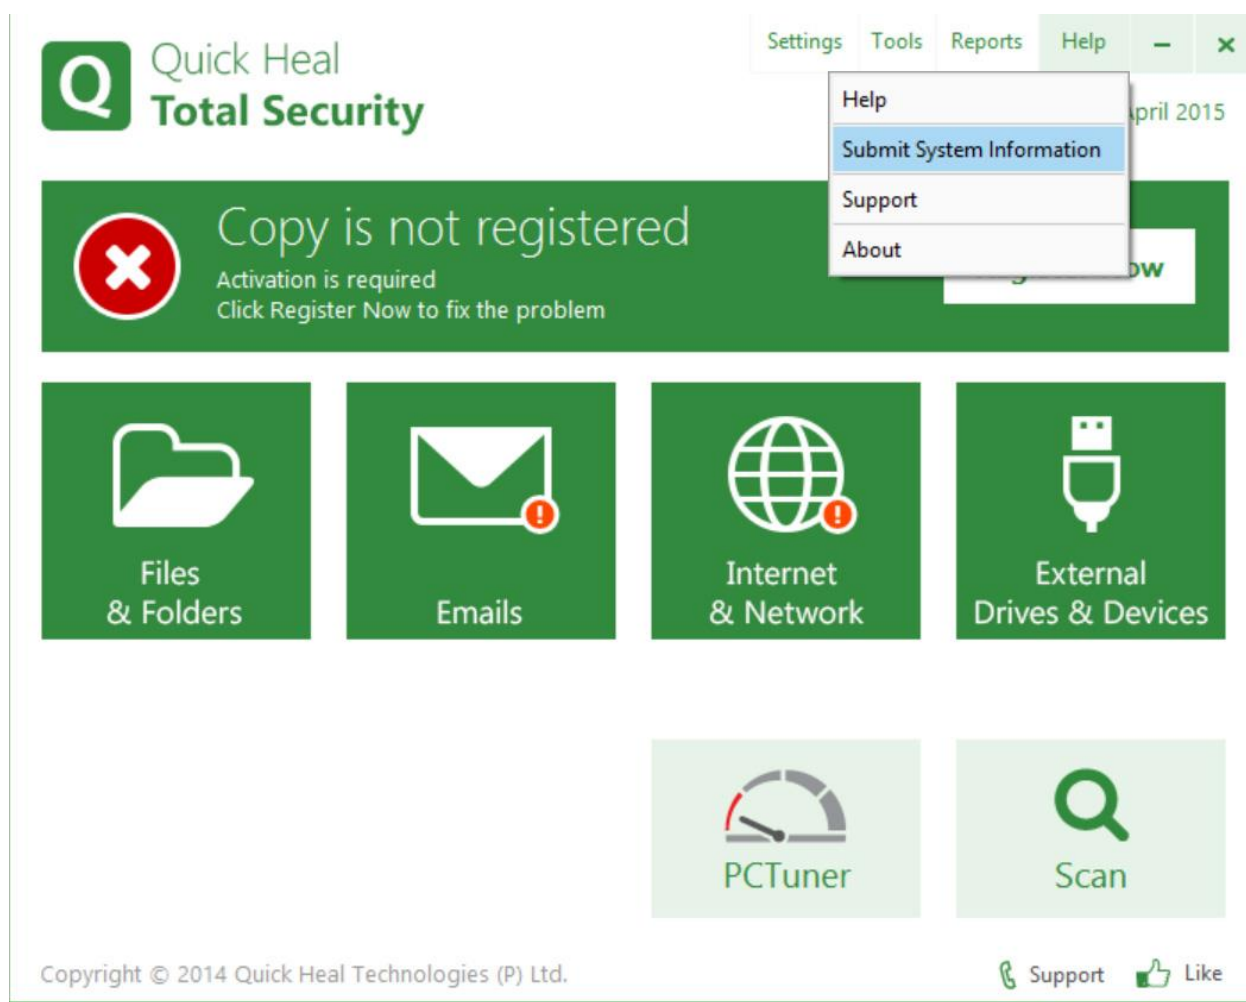 Quick Heal
Total Security
Settings Tools Reports Help
Help
Submit System Information
Support
About
April 2015
Copy is not registered
Activation is required
Click Register Now to fix the problem
Files
& Folders
Emails
Internet
& Network
External
Drives & Devices
PCTuner
Scan
Copyright © 2014 Quick Heal Technologies (P) Ltd.
Support
Like